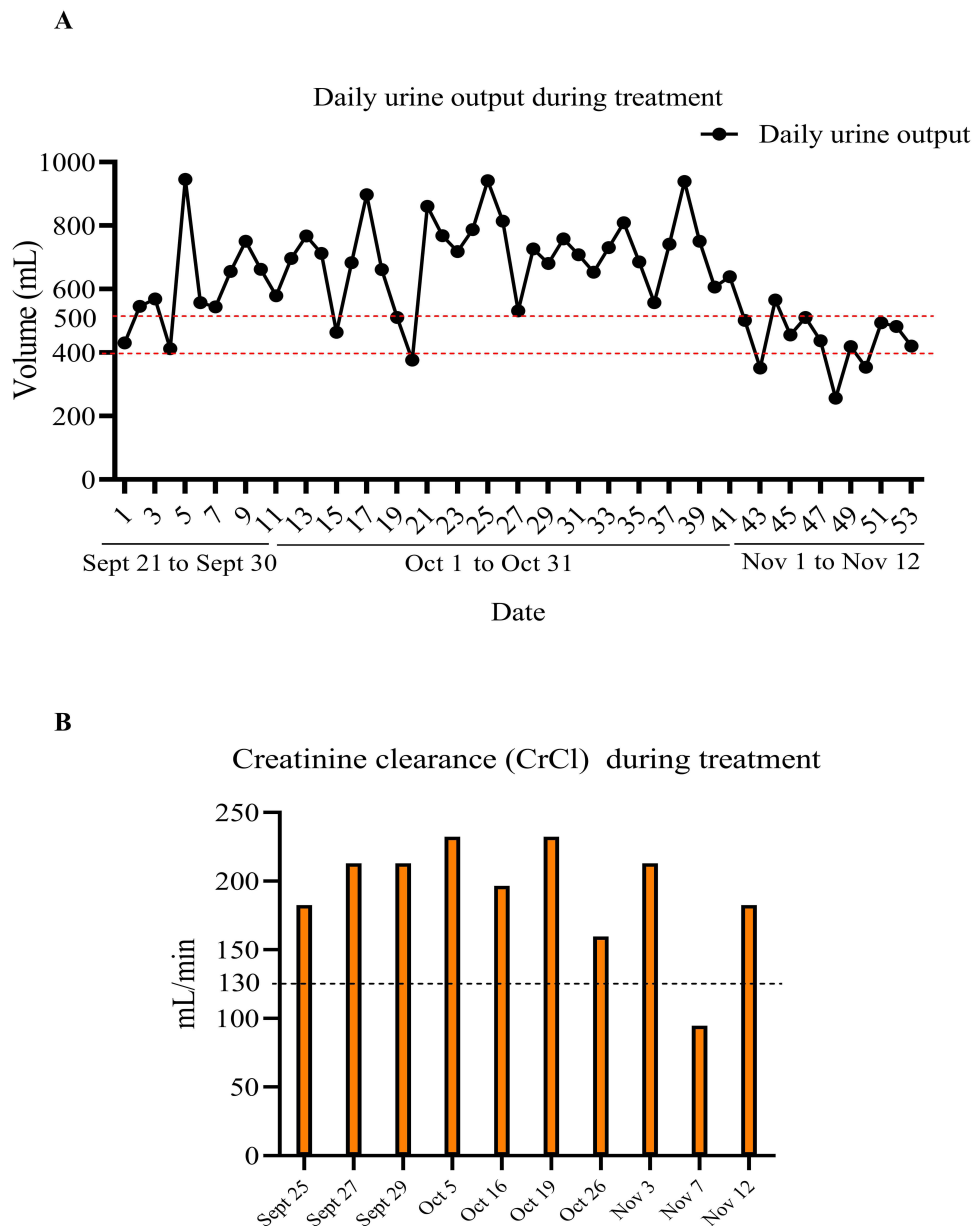 A
Daily urine output during treatment
Daily urine output
Volume (mL)
1000
800
600
500
400
200
0
1 3 5 7 9 11 13 15 17 19 21 23 25 27 29 31 33 35 37 39 41 43 45 47 49 51 53
Sept 21 to Sept 30 Oct 1 to Oct 31 Nov 1 to Nov 12
Date
B
Creatinine clearance (CrCl) during treatment
mL/min
250
200
150
130
100
50
0
Sept 25 Sept 27 Sept 29 Oct 5 Oct 16 Oct 19 Oct 26 Nov 3 Nov 7 Nov 12